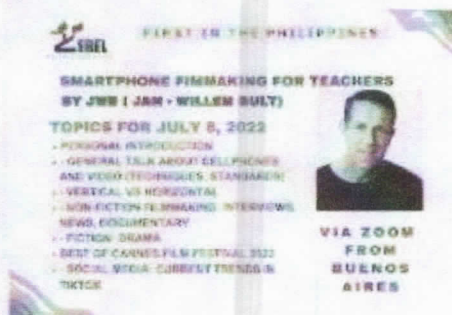 FIRST IN THE PHILIPPINES
SMARTPHONE FIMMAKING FOR TEACHERS
BY JWB ( JAN - WILLEM BULT)
TOPICS FOR JULY 8, 2022
- PERSONAL INTRODUCTION
- GENERAL TALK ABOUT CELLPHONES
AND VIDEO (TECHNIQUES, STANDARDS)
- VERTICAL VS HORIZONTAL
- NON-FICTION FILMMAKING: INTERVIEWS,
NEWS, DOCUMENTARY
- FICTION: DRAMA
- BEST OF CANNES FILM FESTIVAL 2022
- SOCIAL MEDIA: CURRENT TRENDS IN
TIKTOK
VIA ZOOM
FROM
BUENOS
AIRES